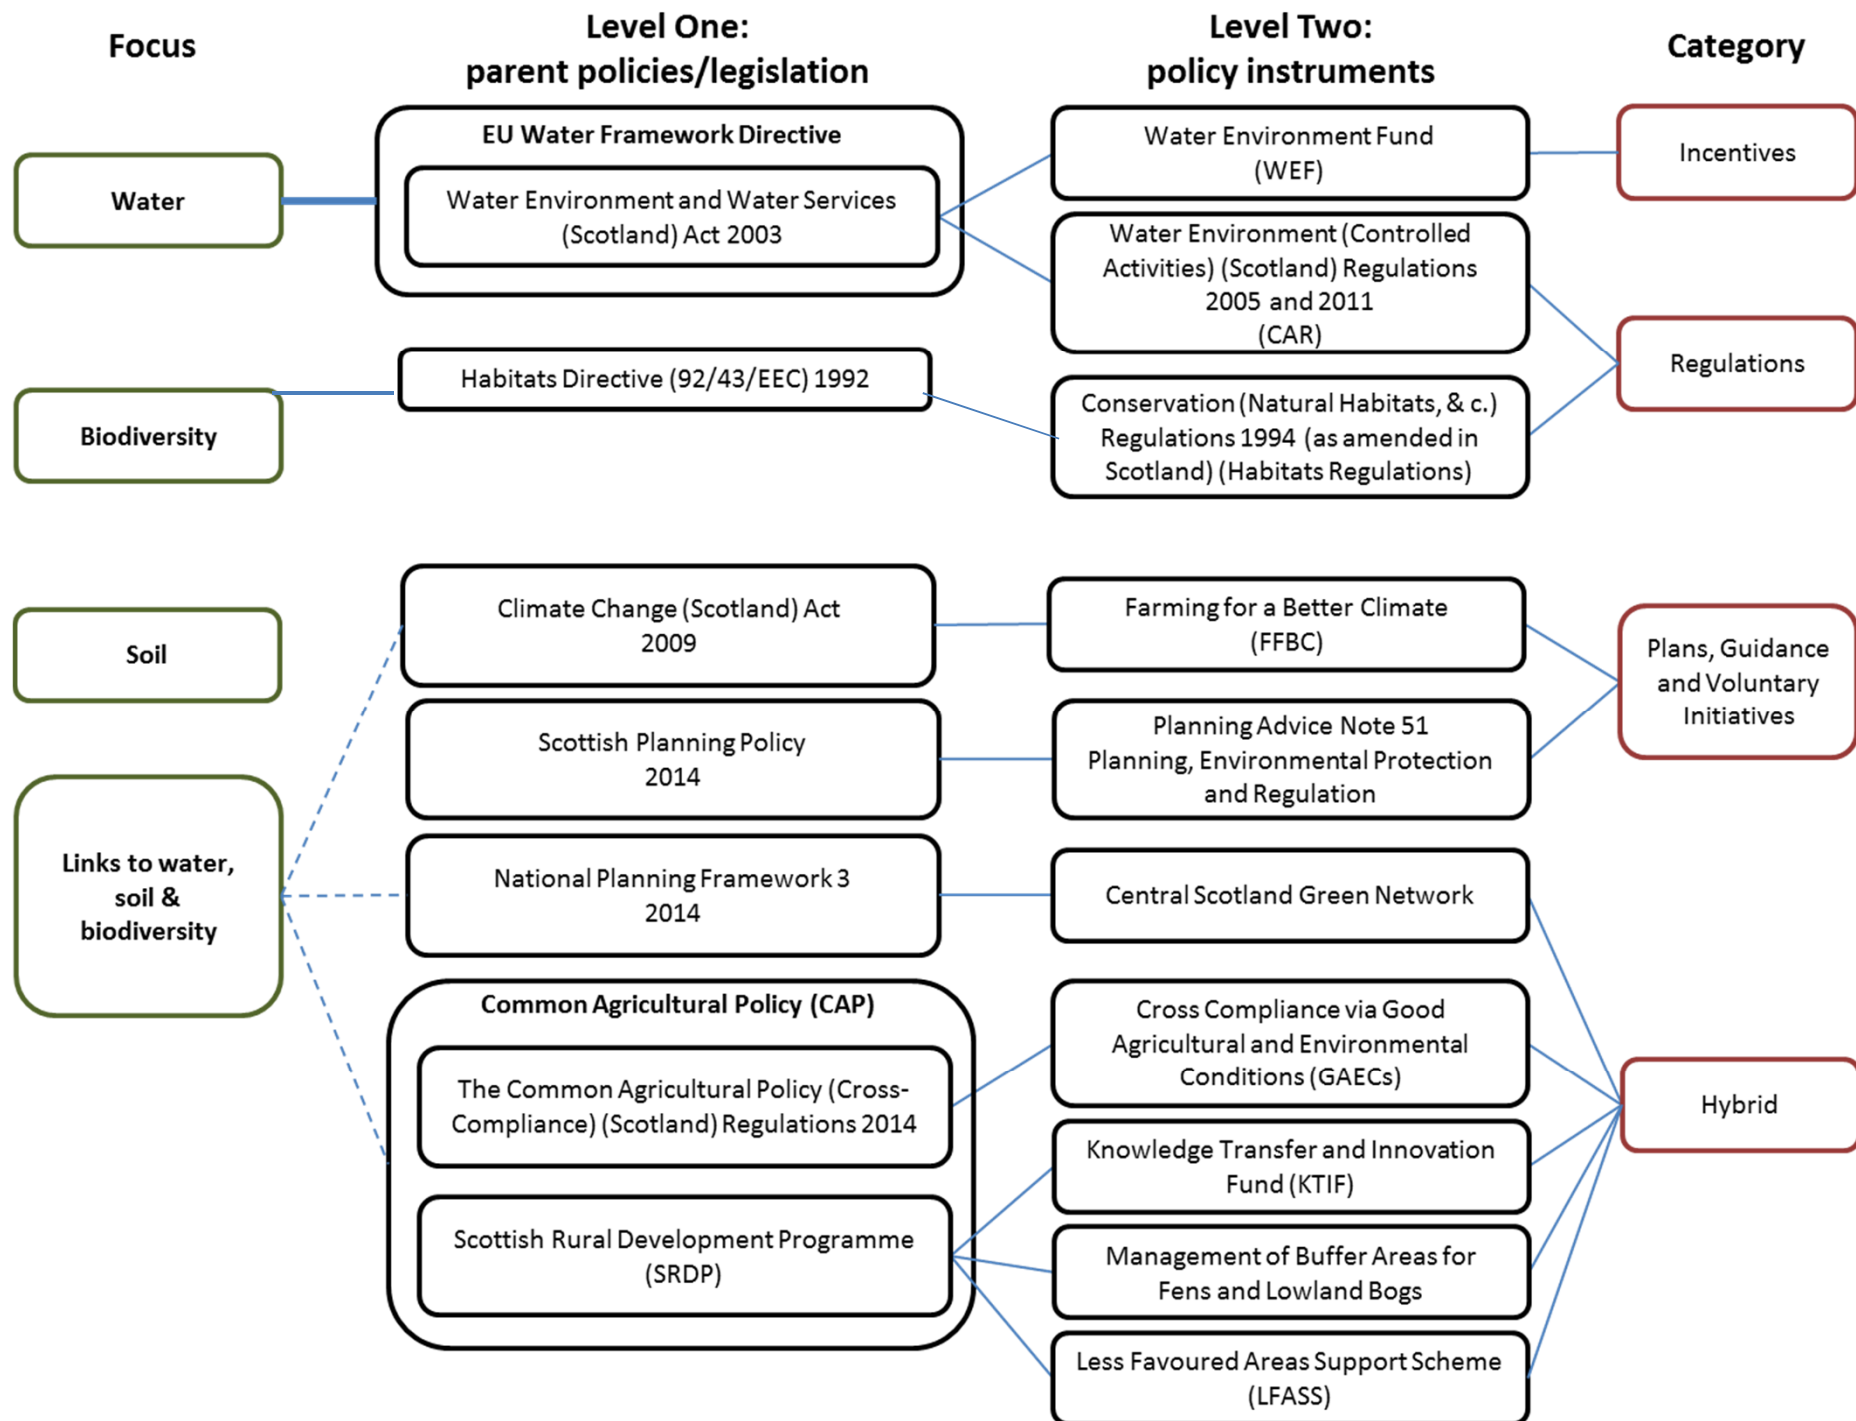 Focus
Level One:
parent policies/legislation
Level Two:
policy instruments
Category
Water
EU Water Framework Directive
Water Environment and Water Services
(Scotland) Act 2003
Water Environment Fund
(WEF)
Incentives
Water Environment (Controlled
Activities) (Scotland) Regulations
2005 and 2011
(CAR)
Regulations
Biodiversity
Habitats Directive (92/43/EEC) 1992
Conservation (Natural Habitats, & c.)
Regulations 1994 (as amended in
Scotland) (Habitats Regulations)
Soil
Climate Change (Scotland) Act
2009
Farming for a Better Climate
(FFBC)
Plans, Guidance
and Voluntary
Initiatives
Scottish Planning Policy
2014
Planning Advice Note 51
Planning, Environmental Protection
and Regulation
Links to water,
soil &
biodiversity
National Planning Framework 3
2014
Central Scotland Green Network
Common Agricultural Policy (CAP)
The Common Agricultural Policy (Cross-
Compliance) (Scotland) Regulations 2014
Cross Compliance via Good
Agricultural and Environmental
Conditions (GAECs)
Hybrid
Scottish Rural Development Programme
(SRDP)
Knowledge Transfer and Innovation
Fund (KTIF)
Management of Buffer Areas for
Fens and Lowland Bogs
Less Favoured Areas Support Scheme
(LFASS)